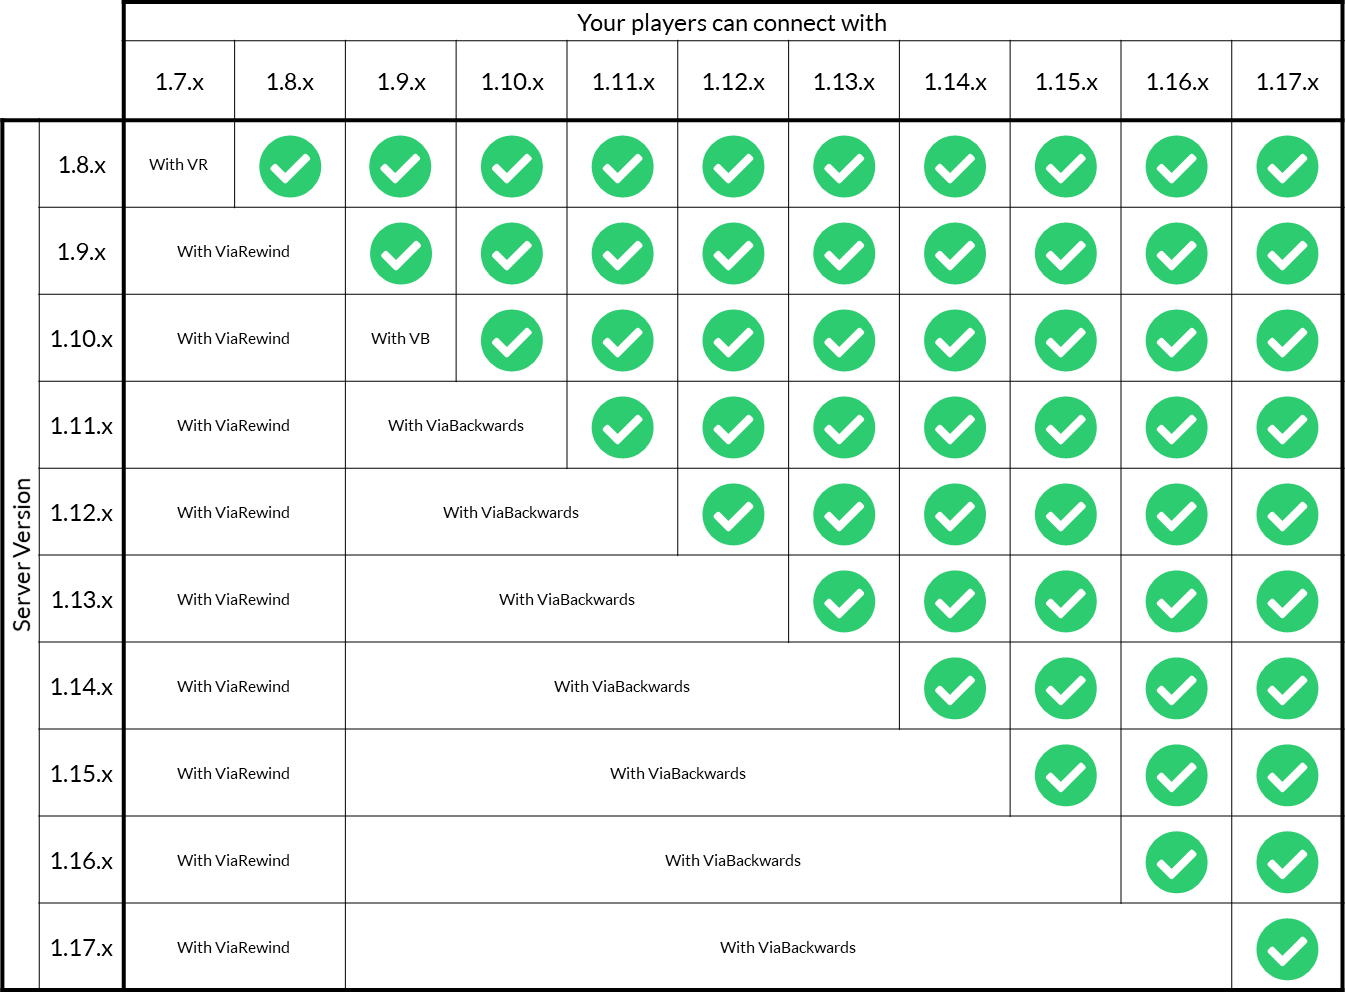 Your players can connect with
1.7.x 1.8.x 1.9.x 1.10.x 1.11.x 1.12.x 1.13.x 1.14.x 1.15.x 1.16.x 1.17.x
Server Version
1.8.x With VR
1.9.x With ViaRewind
1.10.x With ViaRewind With VB
1.11.x With ViaRewind With ViaBackwards
1.12.x With ViaRewind With ViaBackwards
1.13.x With ViaRewind With ViaBackwards
1.14.x With ViaRewind With ViaBackwards
1.15.x With ViaRewind With ViaBackwards
1.16.x With ViaRewind With ViaBackwards
1.17.x With ViaRewind With ViaBackwards